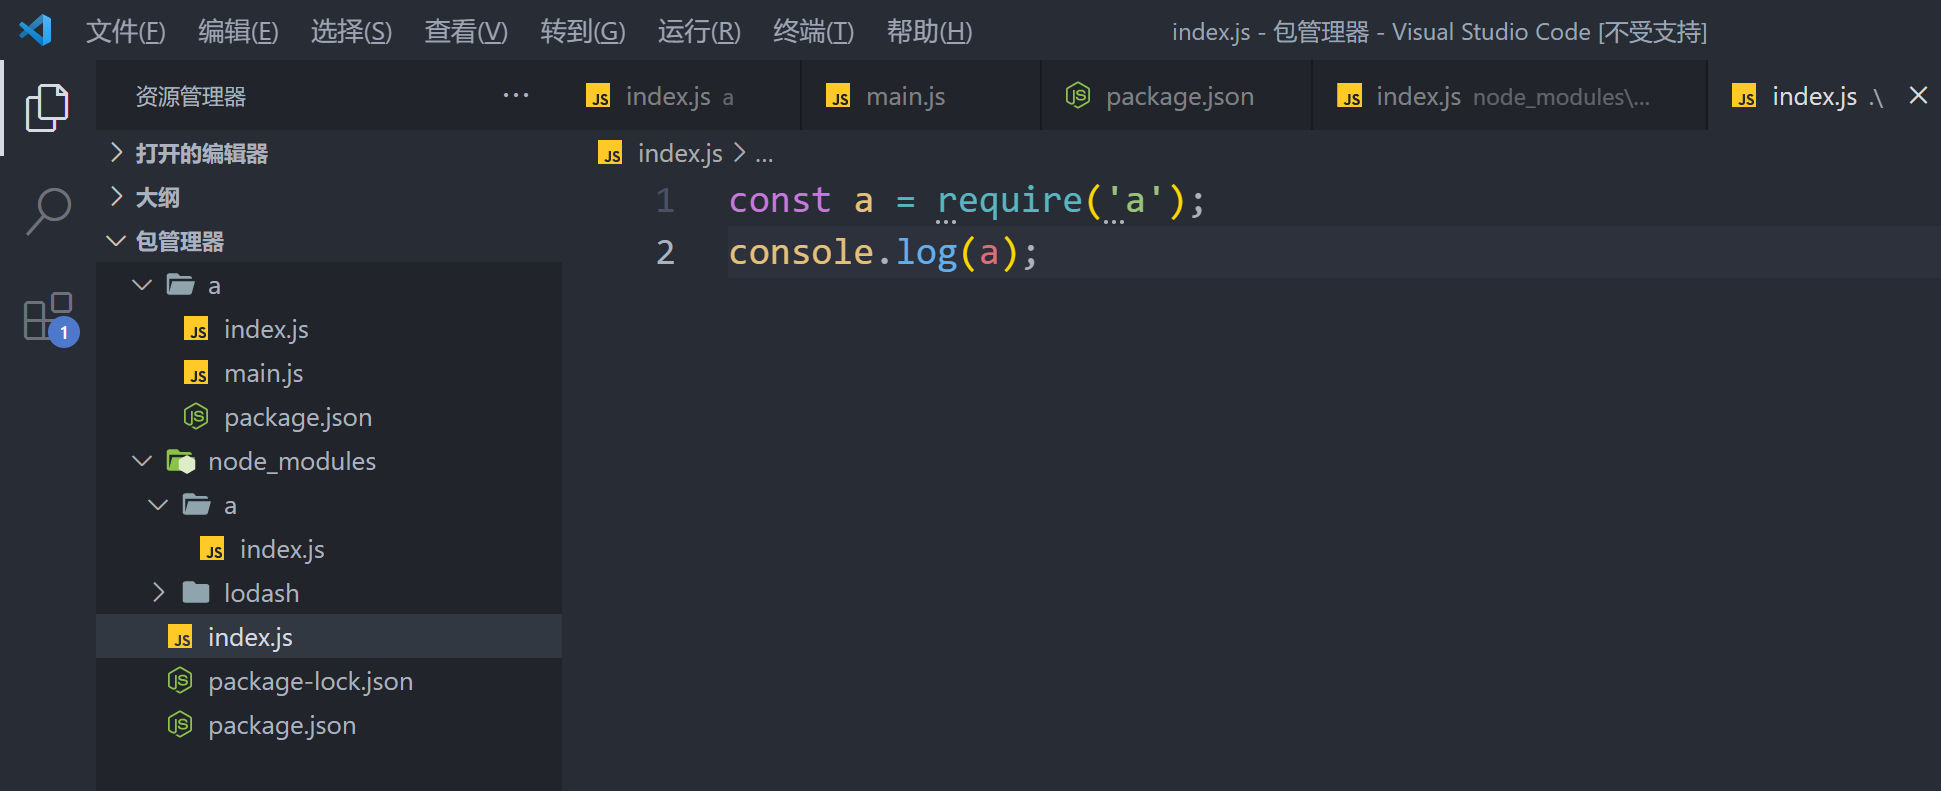 文件(F) 编辑(E) 选择(S) 查看(V) 转到(G) 运行(R) 终端(T) 帮助(H) index.js - 包管理器 - Visual Studio Code [不受支持]
资源管理器 ···
JS index.js a JS main.js JS package.json JS index.js node_modules\... JS index.js .\
打开的编辑器
大纲
包管理器
a
JS index.js
JS main.js
JS package.json
node_modules
a
JS index.js
lodash
JS index.js
JS package-lock.json
JS package.json
1
JS index.js > ...
1 const a = require('a');
2 console.log(a);